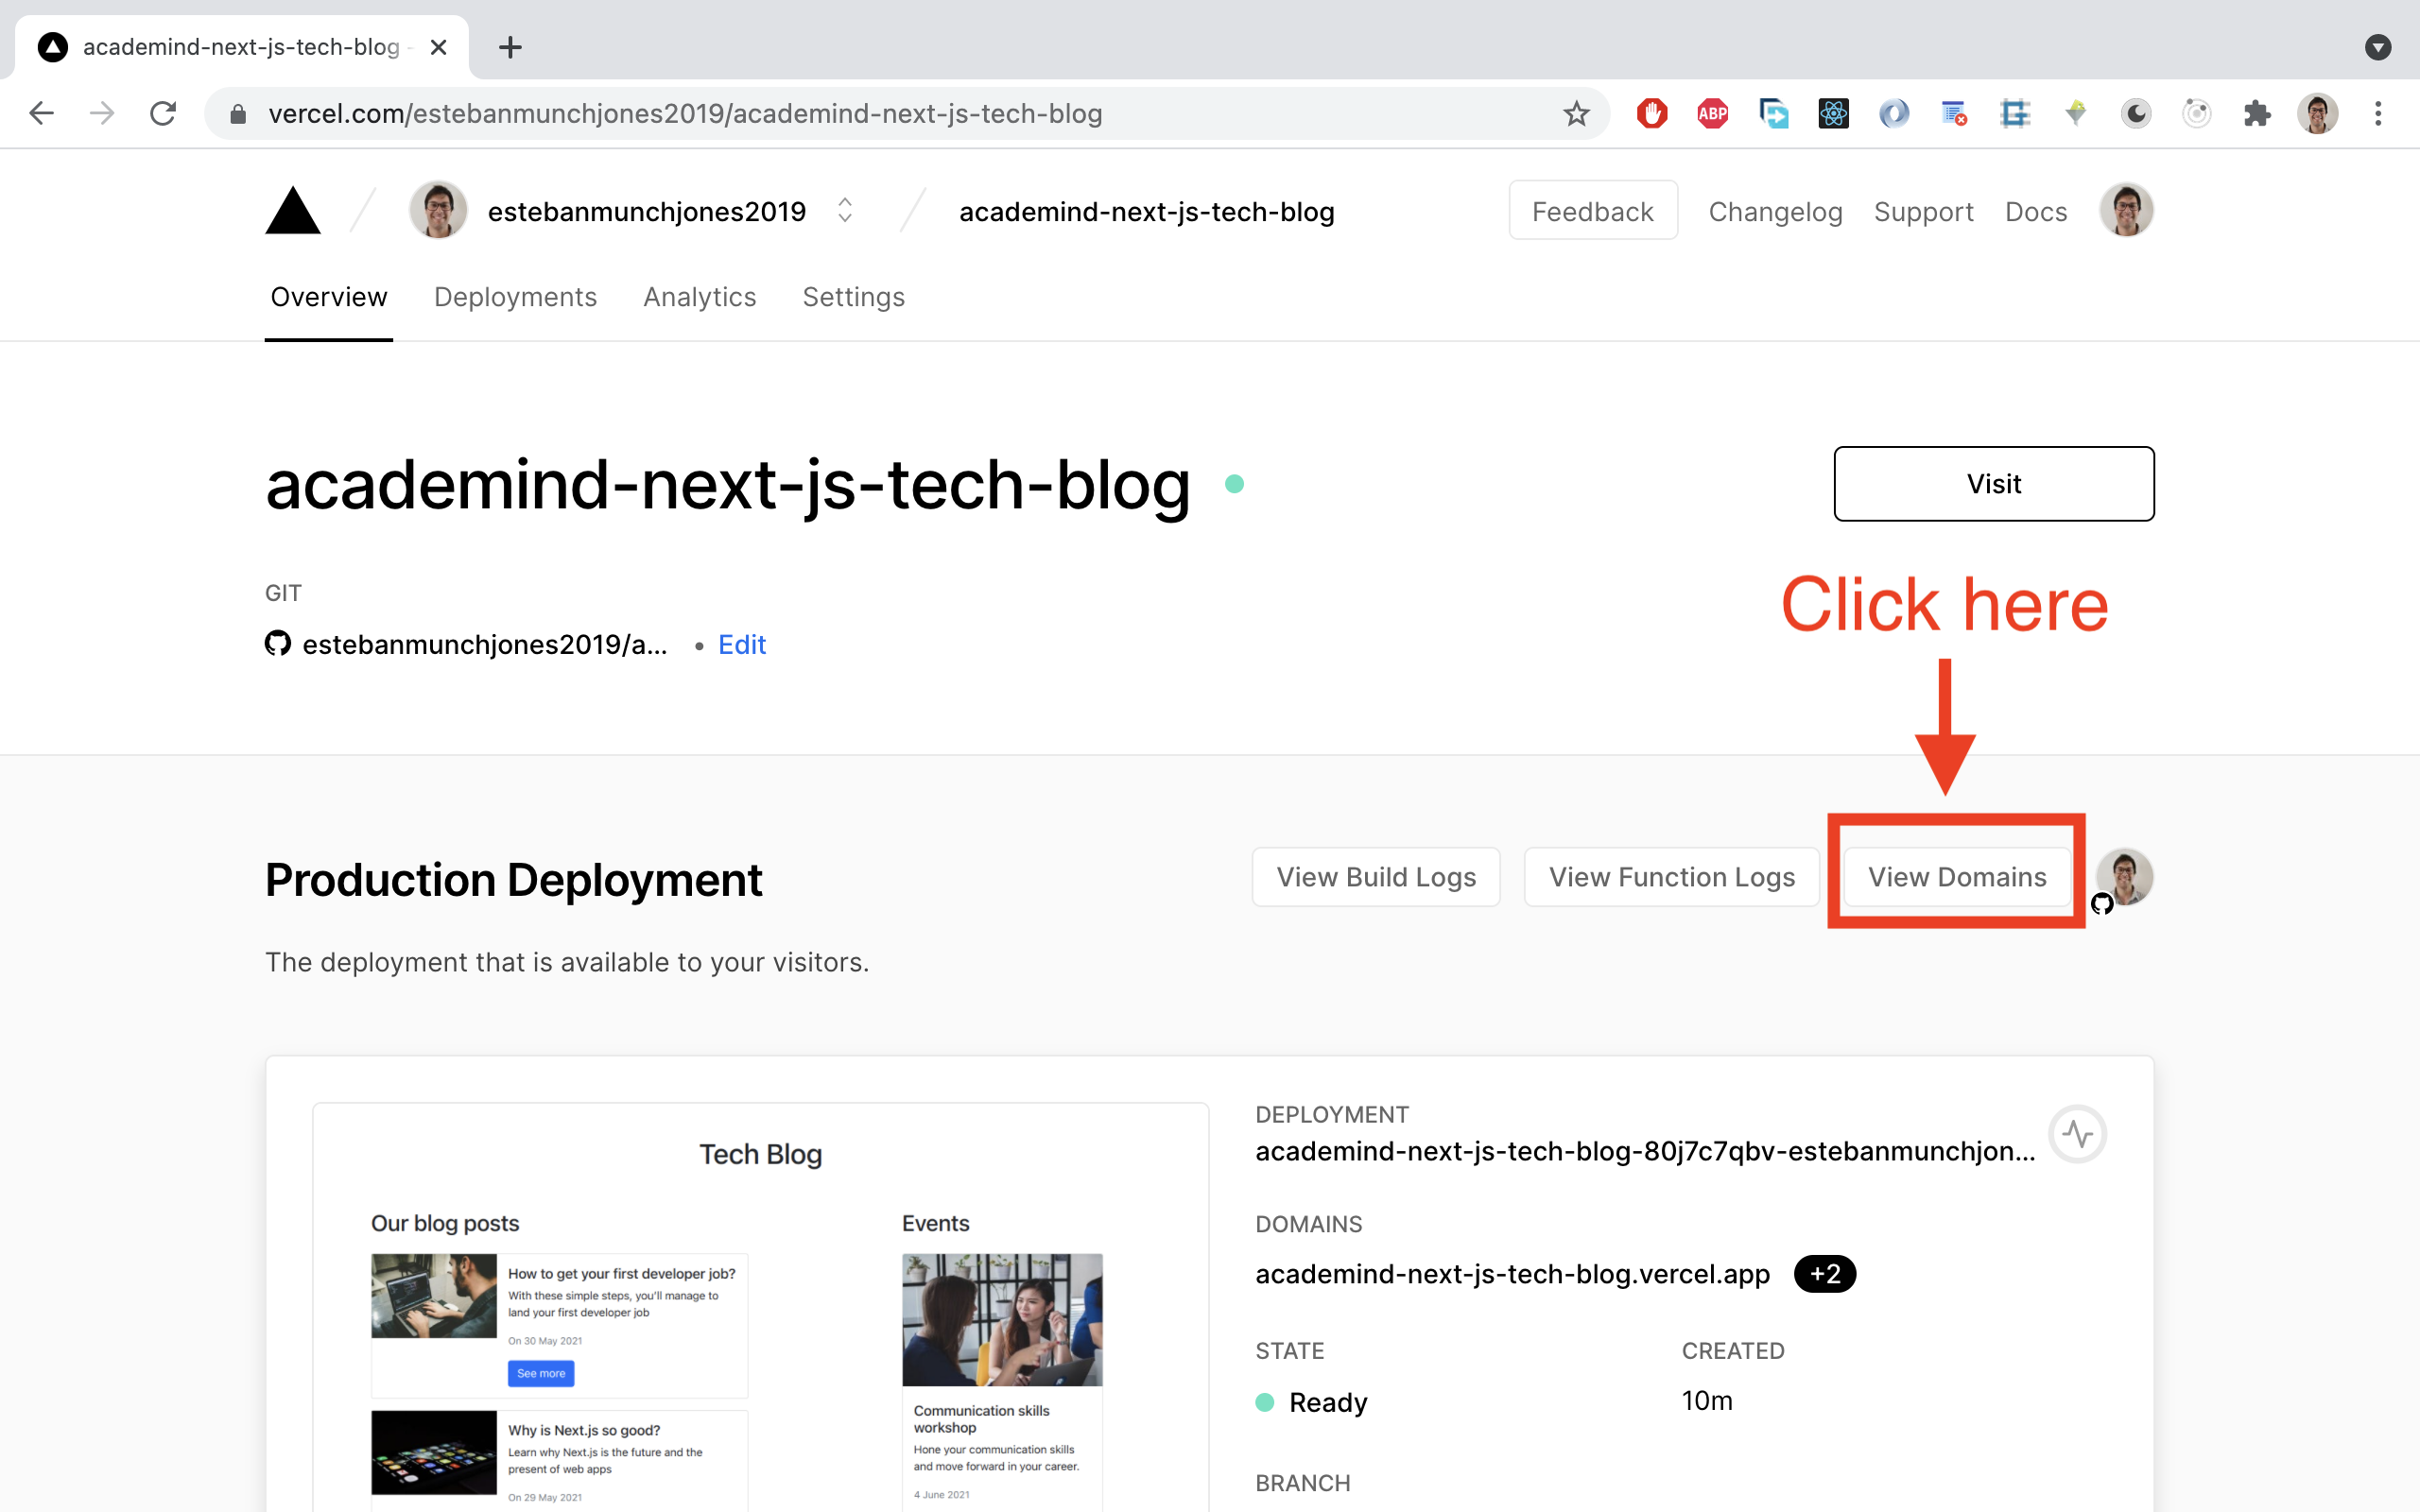 academind-next-js-tech-blog -
vercel.com/estebanmunchjones2019/academind-next-js-tech-blog
ABP
estebanmunchjones2019
academind-next-js-tech-blog
Feedback
Changelog
Support
Docs
Overview
Deployments
Analytics
Settings
academind-next-js-tech-blog
Visit
GIT
estebanmunchjones2019/a...
• Edit
Click here
Production Deployment
View Build Logs
View Function Logs
View Domains
The deployment that is available to your visitors.
Tech Blog
Our blog posts
How to get your first developer job?
With these simple steps, you'll manage to
land your first developer job
On 30 May 2021
See more
Why is Next.js so good?
Learn why Next.js is the future and the
present of web apps
On 29 May 2021
Events
Communication skills
workshop
Hone your communication skills
and move forward in your career.
4 June 2021
DEPLOYMENT
academind-next-js-tech-blog-80j7c7qbv-estebanmunchjon...
DOMAINS
academind-next-js-tech-blog.vercel.app
+2
STATE
Ready
CREATED
10m
BRANCH